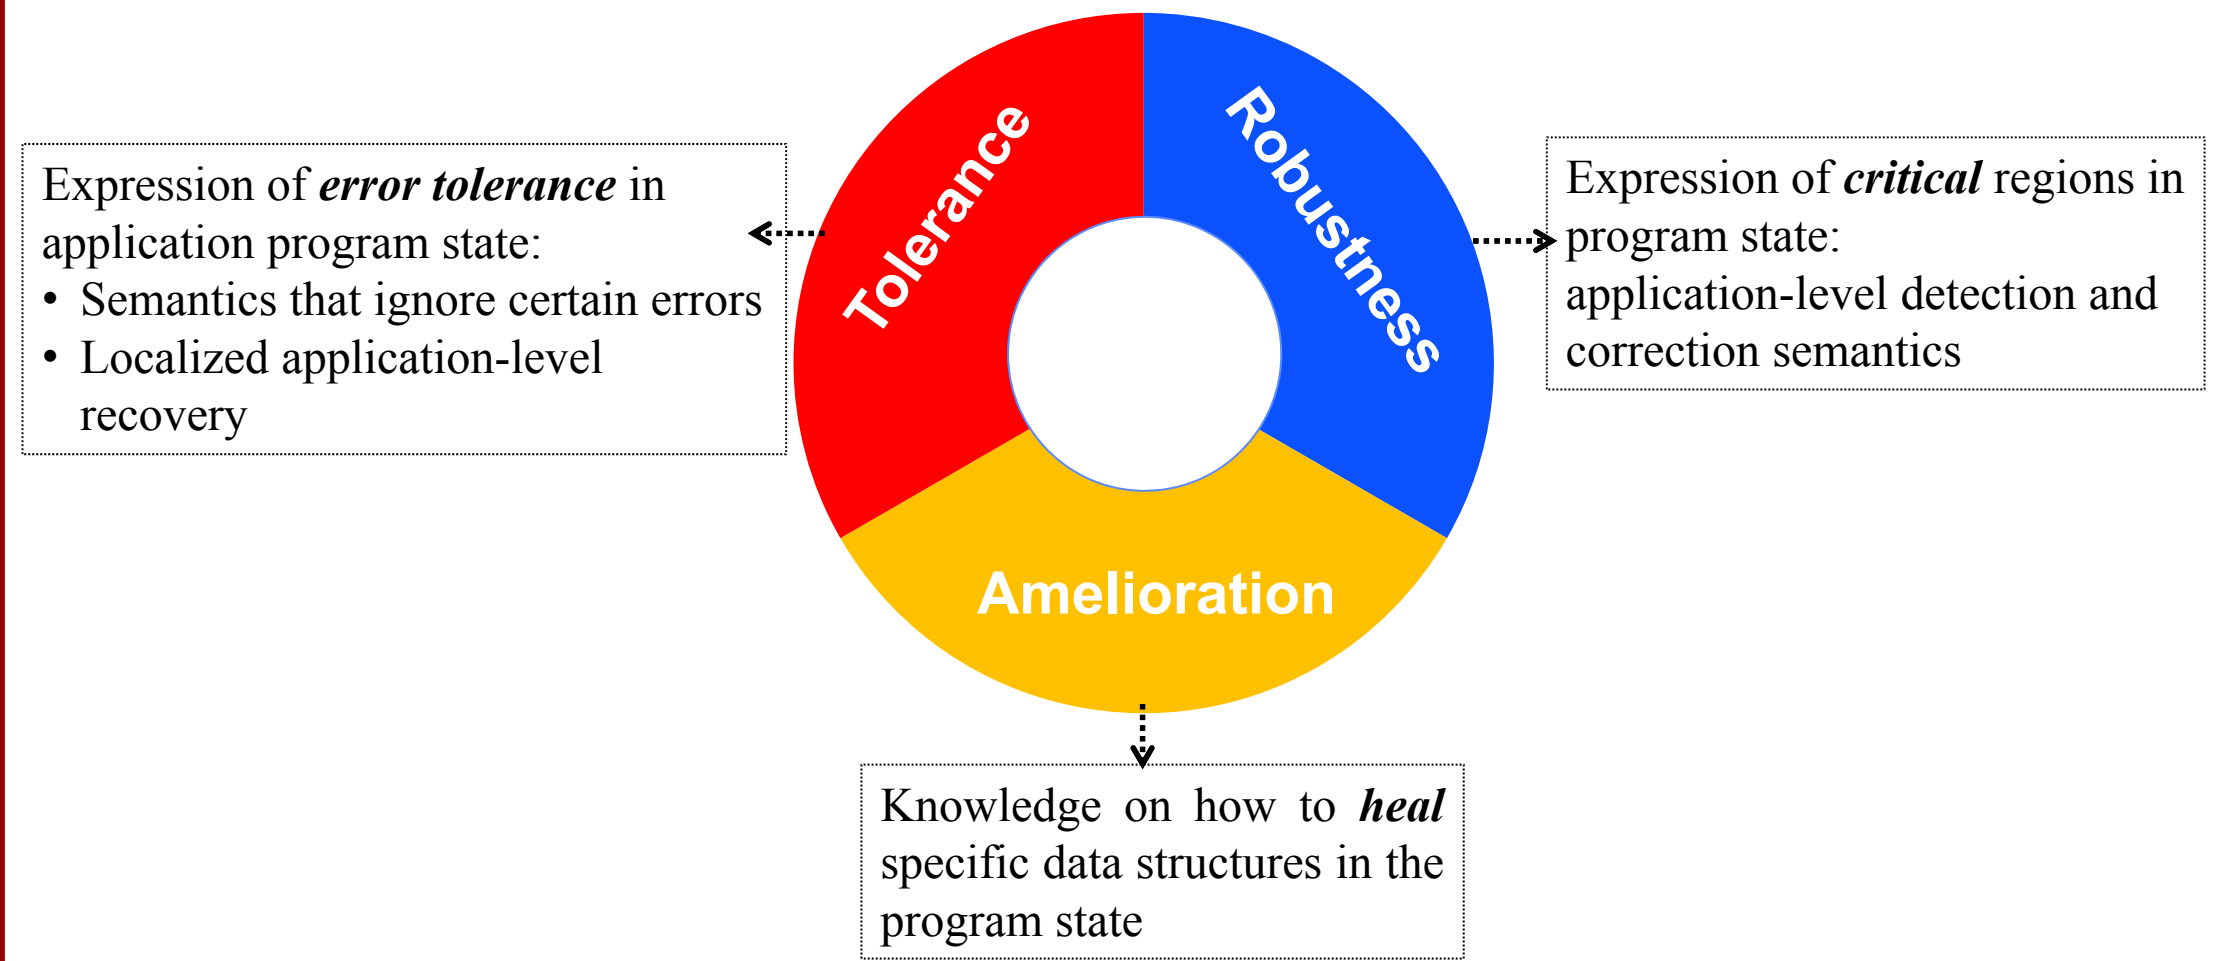 Tolerance
Robustness
Amelioration
Expression of error tolerance in
application program state:
• Semantics that ignore certain errors
• Localized application-level
recovery
Expression of critical regions in
program state:
application-level detection and
correction semantics
Knowledge on how to heal
specific data structures in the
program state